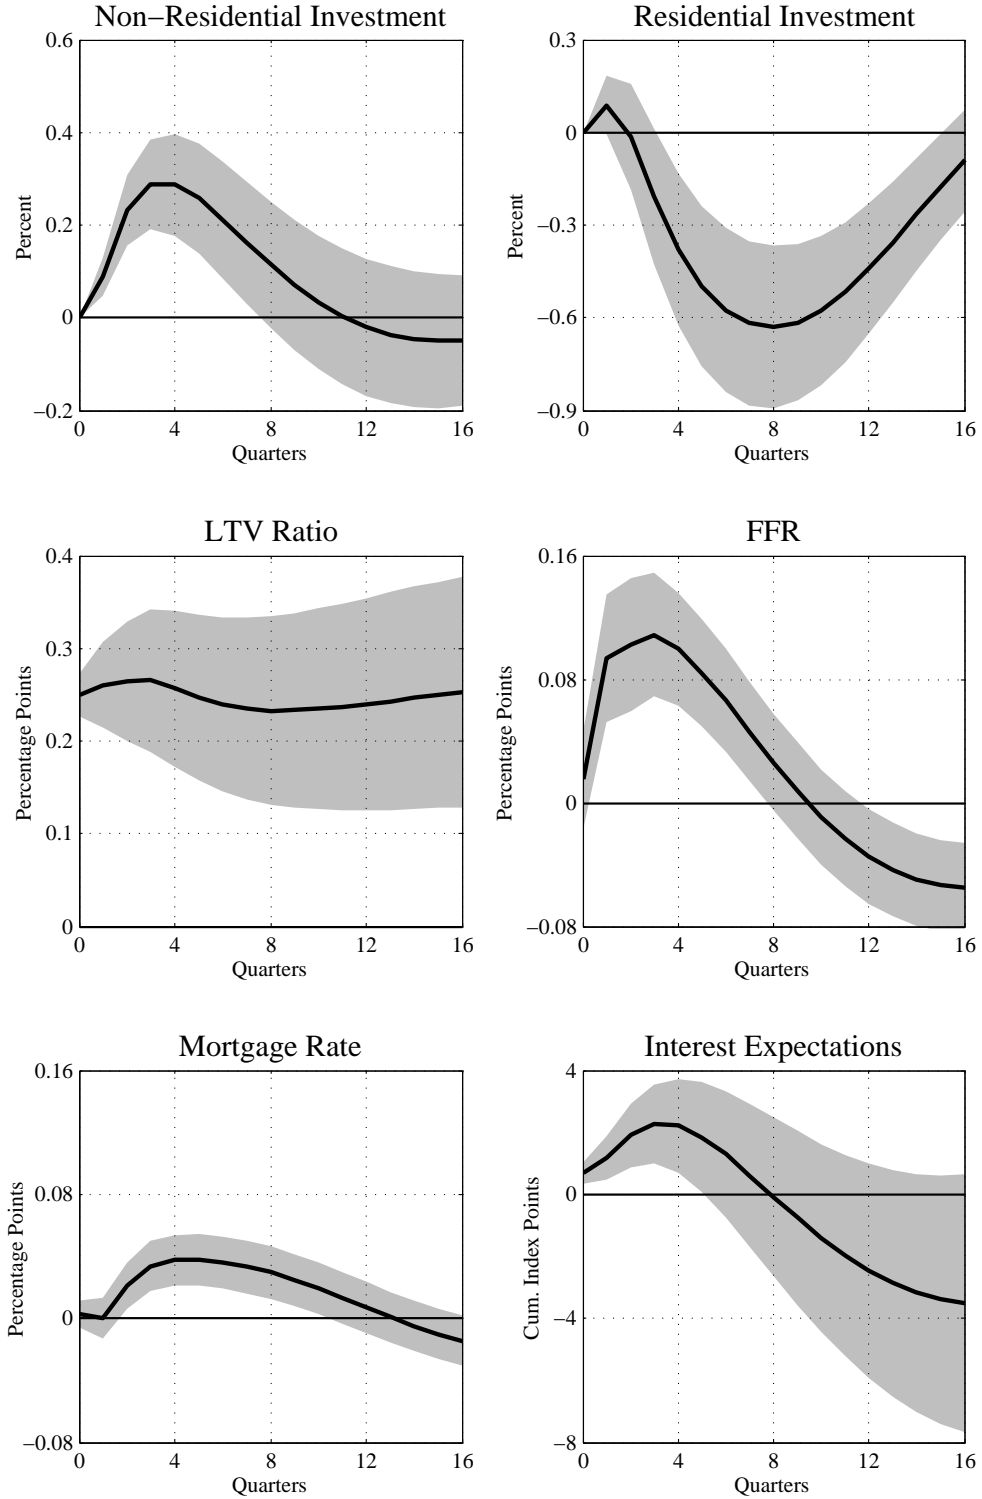 Non−Residential Investment
0.6
0.4
0.2
0
−0.2
Percent
0 4 8 12 16
Quarters
Residential Investment
0.3
0
−0.3
−0.6
−0.9
Percent
0 4 8 12 16
Quarters
LTV Ratio
0.4
0.3
0.2
0.1
0
Percentage Points
0 4 8 12 16
Quarters
FFR
0.16
0.08
0
−0.08
Percentage Points
0 4 8 12 16
Quarters
Mortgage Rate
0.16
0.08
0
−0.08
Percentage Points
0 4 8 12 16
Quarters
Interest Expectations
4
0
−4
−8
Cum. Index Points
0 4 8 12 16
Quarters